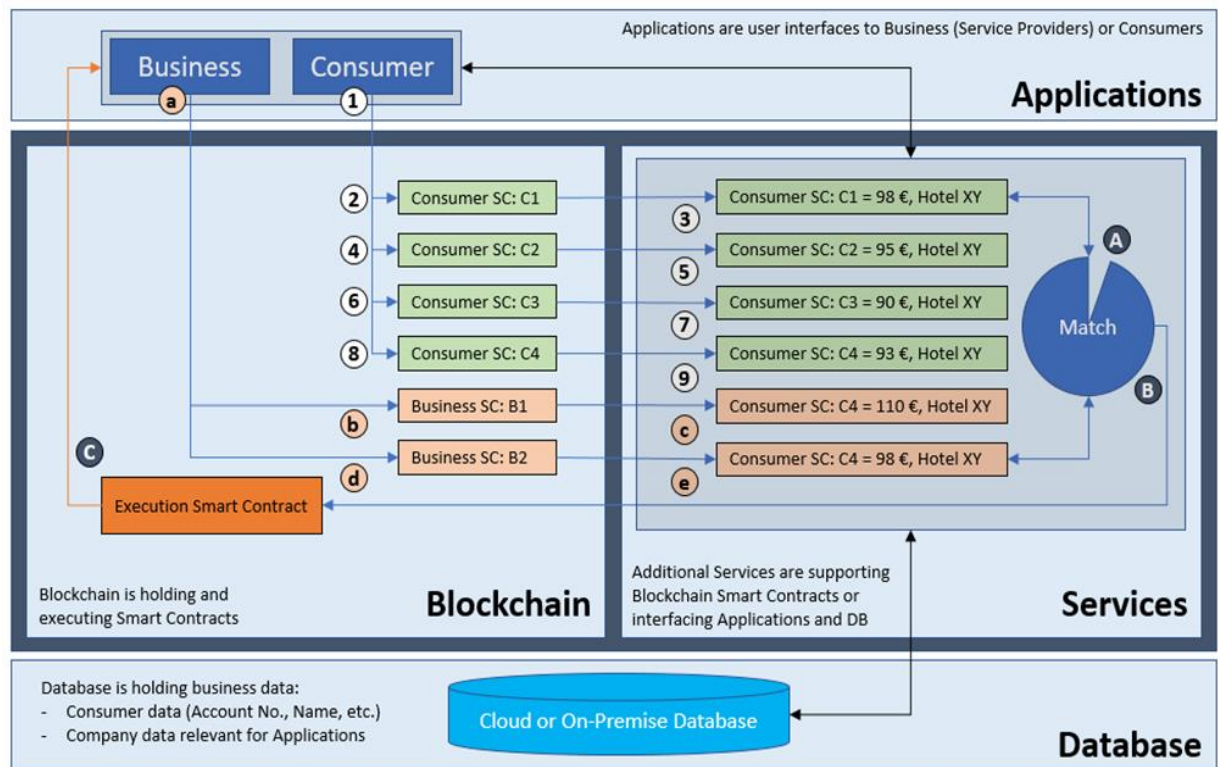 Applications are user interfaces to Business (Service Providers) or Consumers
Business
Consumer
a
1
Applications
2
Consumer SC: C1
3
Consumer SC: C1 = 98 €, Hotel XY
A
4
Consumer SC: C2
5
Consumer SC: C2 = 95 €, Hotel XY
6
Consumer SC: C3
7
Consumer SC: C3 = 90 €, Hotel XY
Match
8
Consumer SC: C4
9
Consumer SC: C4 = 93 €, Hotel XY
B
b
Business SC: B1
c
Consumer SC: C4 = 110 €, Hotel XY
C
d
Business SC: B2
e
Consumer SC: C4 = 98 €, Hotel XY
Execution Smart Contract
Blockchain is holding and
executing Smart Contracts
Blockchain
Additional Services are supporting
Blockchain Smart Contracts or
interfacing Applications and DB
Services
Database is holding business data:
- Consumer data (Account No., Name, etc.)
- Company data relevant for Applications
Cloud or On-Premise Database
Database